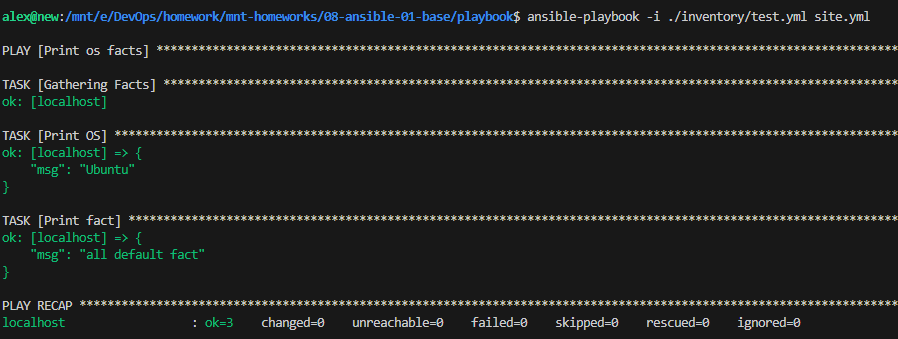 alex@new:/mnt/e/DevOps/homework/mnt-homeworks/08-ansible-01-base/playbook$ ansible-playbook -i ./inventory/test.yml site.yml
PLAY [Print os facts] **************************************************************************************************************
TASK [Gathering Facts] *************************************************************************************************************
ok: [localhost]
TASK [Print OS] ********************************************************************************************************************
ok: [localhost] => {
    "msg": "Ubuntu"
}
TASK [Print fact] ******************************************************************************************************************
ok: [localhost] => {
    "msg": "all default fact"
}
PLAY RECAP *************************************************************************************************************************
localhost                  : ok=3    changed=0    unreachable=0    failed=0    skipped=0    rescued=0    ignored=0